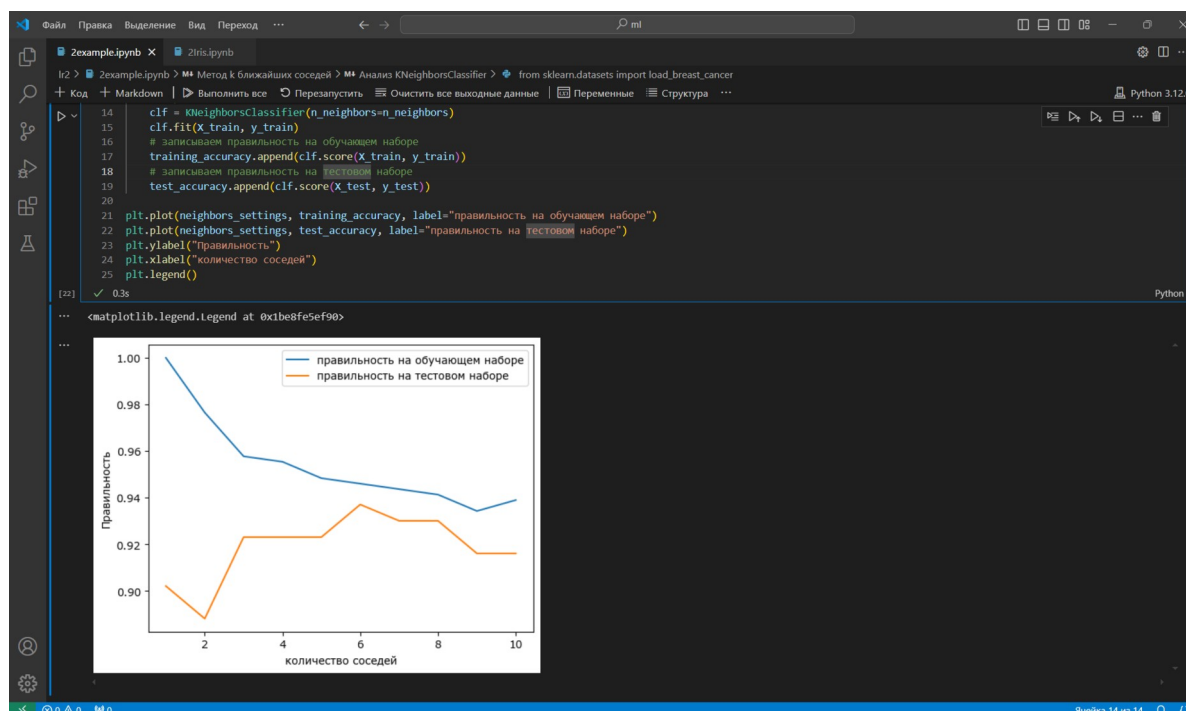 Файл Правка Выделение Вид Переход ... ml
2example.ipynb 2Iris.ipynb
lr2 > 2example.ipynb > M↓ Метод k ближайших соседей > M↓ Анализ KNeighborsClassifier > from sklearn.datasets import load_breast_cancer
+ Код + Markdown | Выполнить все Перезапустить Очистить все выходные данные | Переменные Структура ... Python 3.12.
14 clf = KNeighborsClassifier(n_neighbors=n_neighbors)
15 clf.fit(X_train, y_train)
16 # записываем правильность на обучающем наборе
17 training_accuracy.append(clf.score(X_train, y_train))
18 # записываем правильность на тестовом наборе
19 test_accuracy.append(clf.score(X_test, y_test))
20
21 plt.plot(neighbors_settings, training_accuracy, label="правильность на обучающем наборе")
22 plt.plot(neighbors_settings, test_accuracy, label="правильность на тестовом наборе")
23 plt.ylabel("Правильность")
24 plt.xlabel("количество соседей")
25 plt.legend()
[22] ✓ 0.3s Python
... <matplotlib.legend.Legend at 0x1be8fe5ef90>
...
правильность на обучающем наборе
правильность на тестовом наборе
1.00
0.98
0.96
0.94
0.92
0.90
Правильность
2 4 6 8 10
количество соседей
0 0 0 Ячейка 14 из 14